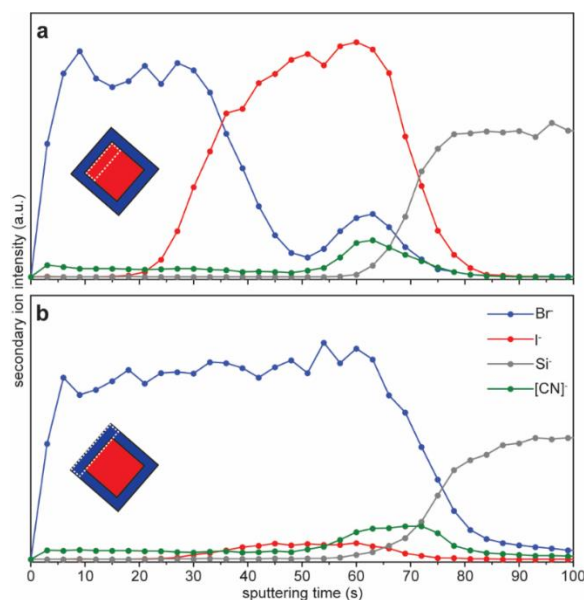 a
b
Br-
I-
Si-
[CN]-
secondary ion intensity (a.u.)
0 10 20 30 40 50 60 70 80 90 100
sputtering time (s)